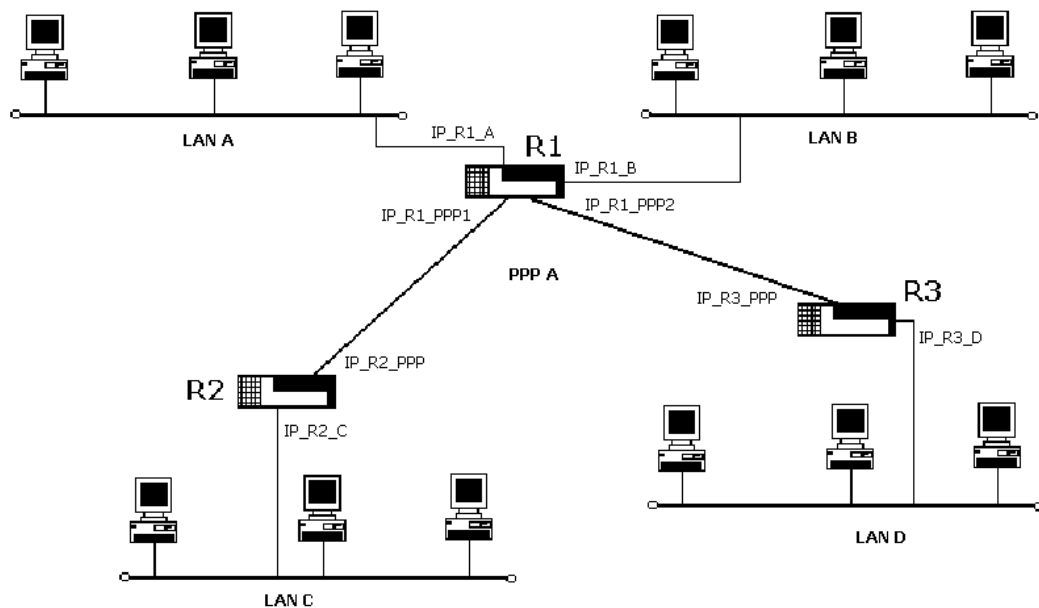 LAN A
LAN B
IP_R1_A
R1
IP_R1_B
IP_R1_PPP1
IP_R1_PPP2
PPP A
IP_R3_PPP
R3
IP_R3_D
IP_R2_PPP
R2
IP_R2_C
LAN D
LAN C